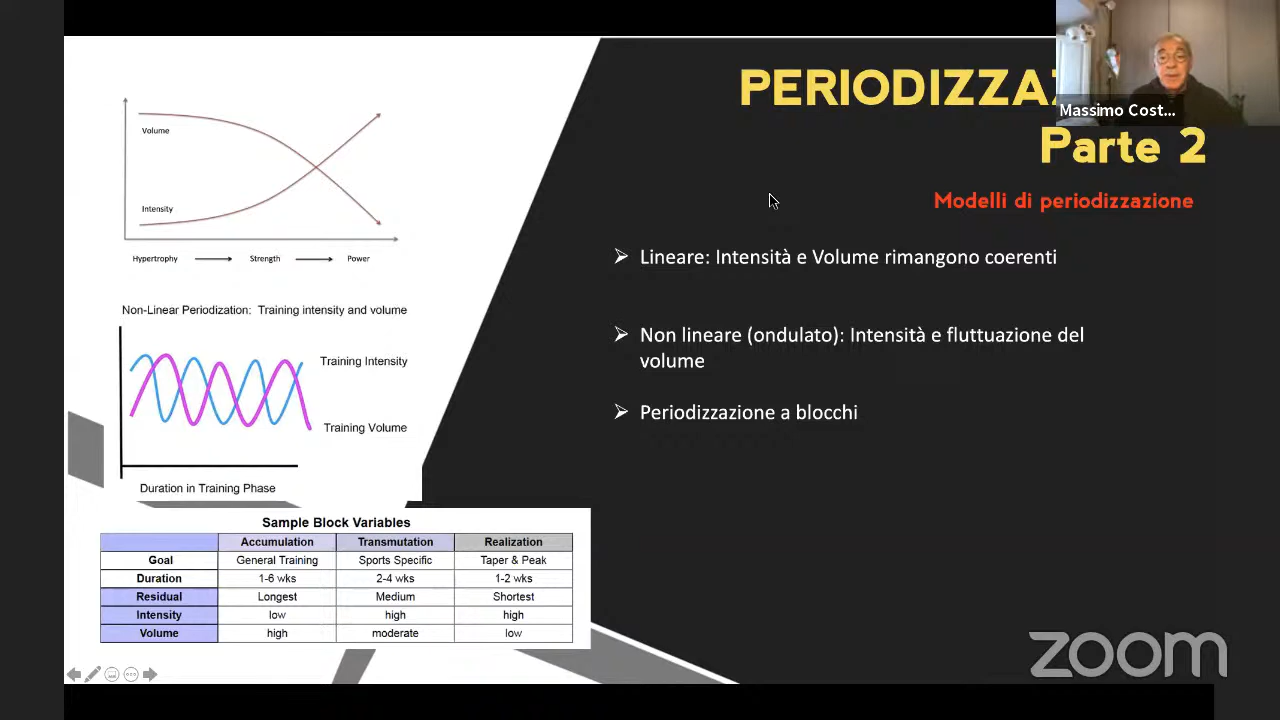 PERIODIZZA
Massimo Cost...
Parte 2
Modelli di periodizzazione
Volume
Intensity
Hypertrophy
Strength
Power
➢ Lineare: Intensità e Volume rimangono coerenti
➢ Non lineare (ondulato): Intensità e fluttuazione del
volume
➢ Periodizzazione a blocchi
Non-Linear Periodization: Training intensity and volume
Training Intensity
Training Volume
Duration in Training Phase
Sample Block Variables
Accumulation Transmutation Realization
Goal General Training Sports Specific Taper & Peak
Duration 1-6 wks 2-4 wks 1-2 wks
Residual Longest Medium Shortest
Intensity low high high
Volume high moderate low
zoom